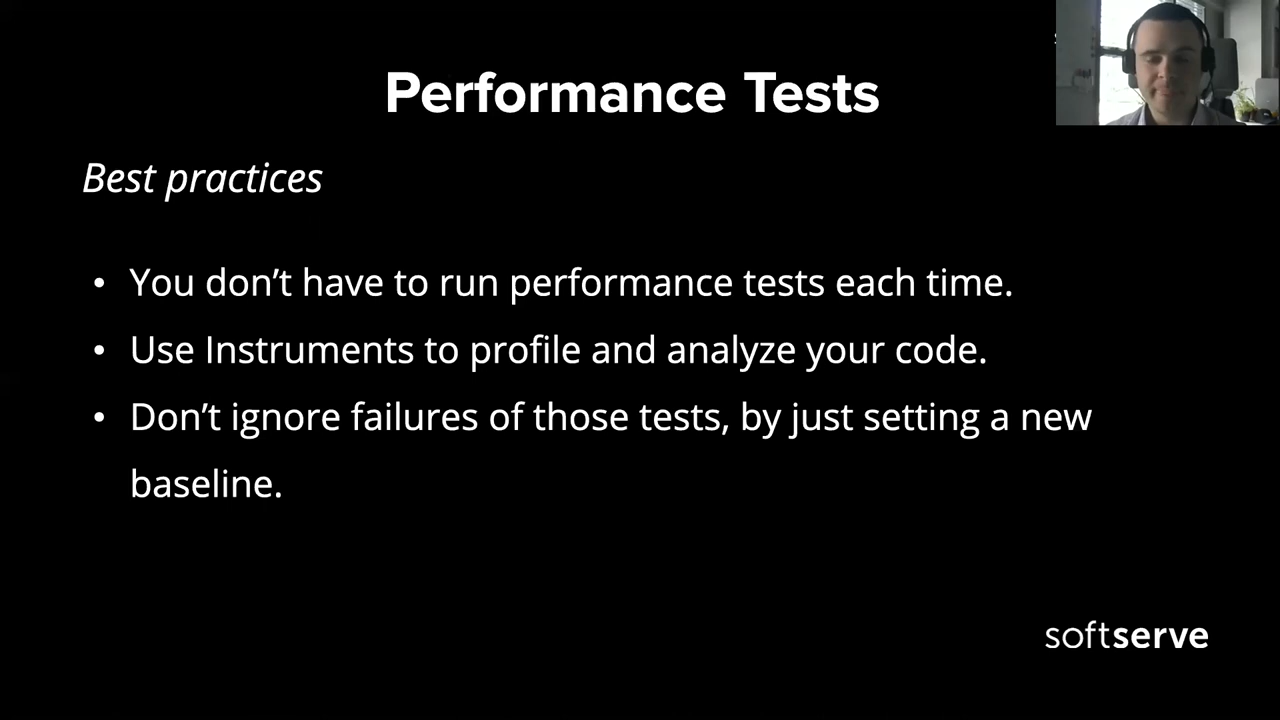 Performance Tests
Best practices
• You don’t have to run performance tests each time.
• Use Instruments to profile and analyze your code.
• Don’t ignore failures of those tests, by just setting a new
baseline.
softserve